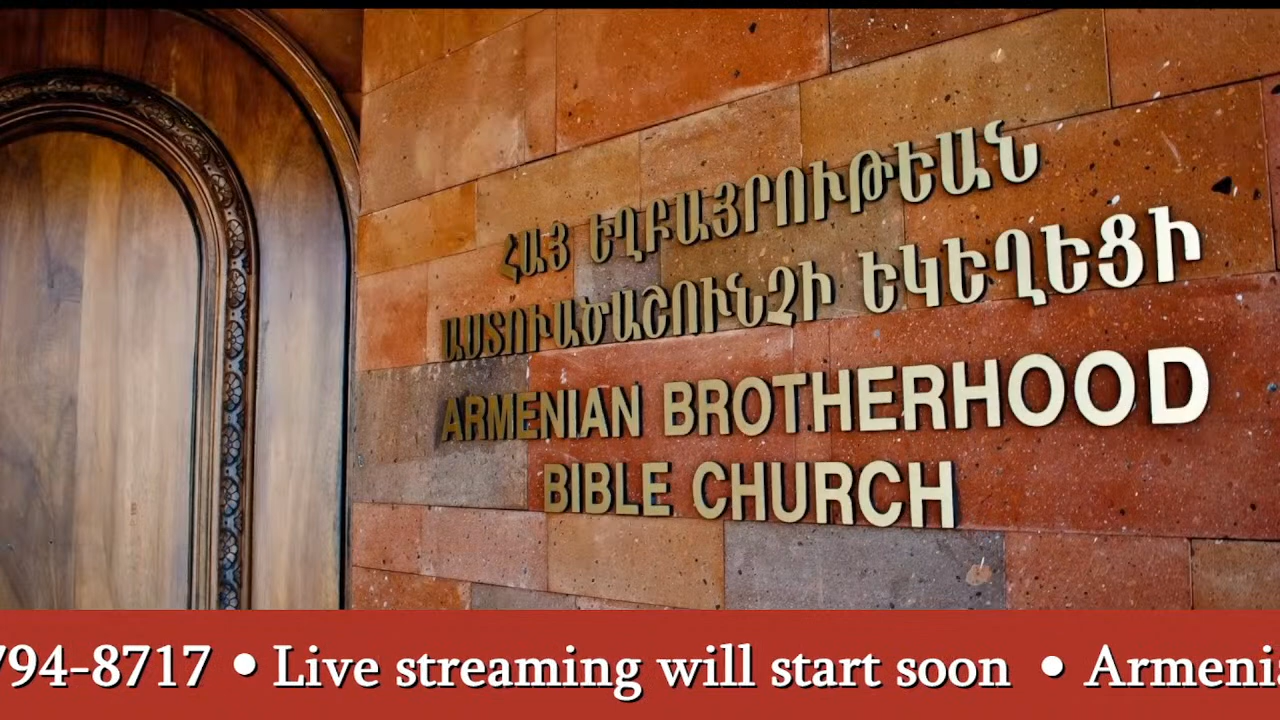 ՀԱՅ ԵՂԲԱՅՐՈՒԹԵԱՆ
ԱՍՏՈՒԱԾԱՇՈՒՆՉԻ ԵԿԵՂԵՑԻ
ARMENIAN BROTHERHOOD
BIBLE CHURCH
794-8717 • Live streaming will start soon •